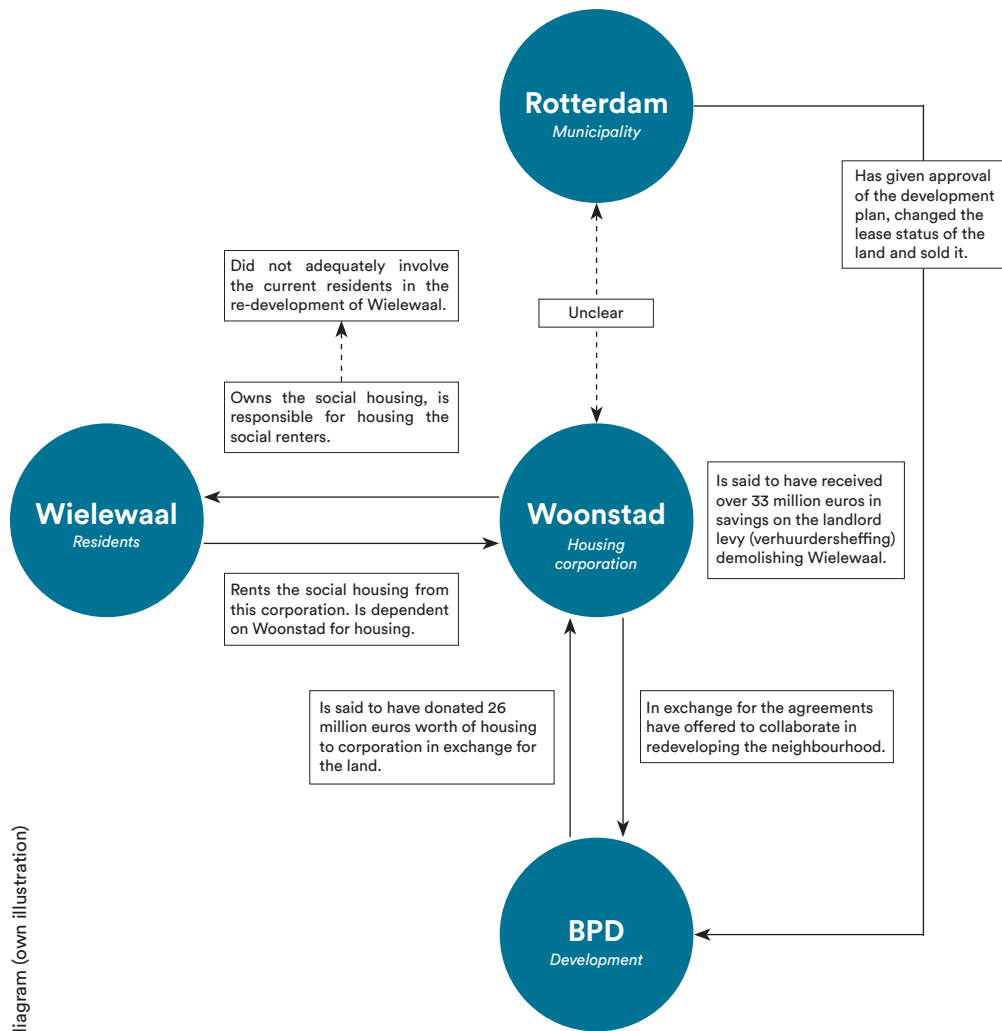 Rotterdam
Municipality
Has given approval
of the development
plan, changed the
lease status of the
land and sold it.
Did not adequately involve
the current residents in the
re-development of Wielewaal.
Unclear
Owns the social housing, is
responsible for housing the
social renters.
Wielewaal
Residents
Woonstad
Housing
corporation
Is said to have received
over 33 million euros in
savings on the landlord
levy (verhuurdersheffing)
demolishing Wielewaal.
Rents the social housing from
this corporation. Is dependent
on Woonstad for housing.
Is said to have donated 26
million euros worth of housing
to corporation in exchange for
the land.
In exchange for the agreements
have offered to collaborate in
redeveloping the neighbourhood.
BPD
Development
(own illustration)